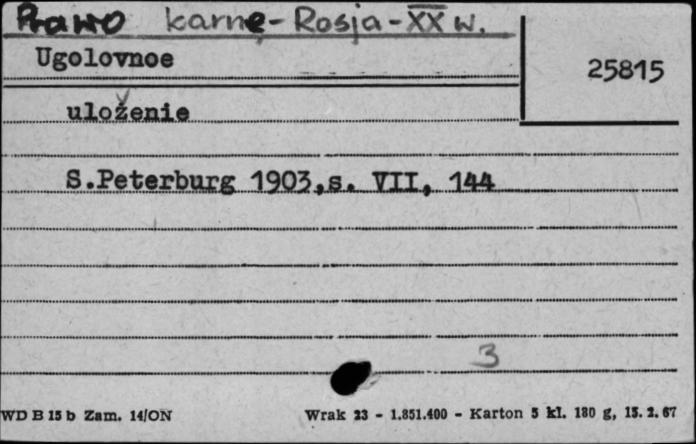 Prawo karne - Rosja - XX w.
Ugolovnoe
25815
uloženie
S.Peterburg 1903,s. VII, 144
3
WD B 15 b Zam. 14/ON
Wrak 23 - 1.851.400 - Karton 5 kl. 180 g, 15. 2. 67